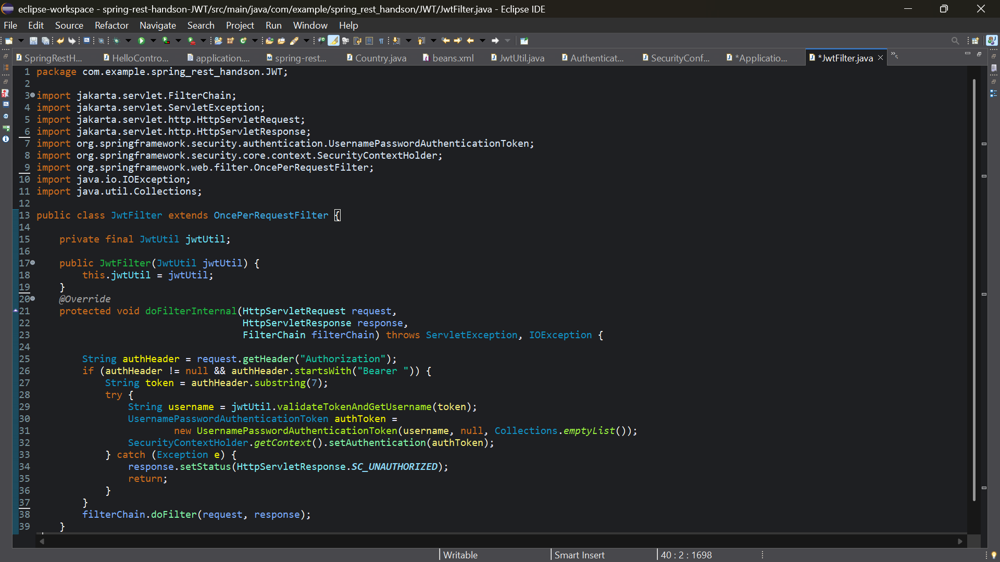 eclipse-workspace - spring-rest-handson-JWT/src/main/java/com/example/spring_rest_handson/JWT/JwtFilter.java - Eclipse IDE
File Edit Source Refactor Navigate Search Project Run Window Help
SpringRestH... HelloContro... application.... spring-rest... Country.java beans.xml JwtUtil.java Authenticat... SecurityConf... *Applicatio... *JwtFilter.java
1 package com.example.spring_rest_handson.JWT;
2
3 import jakarta.servlet.FilterChain;
4 import jakarta.servlet.ServletException;
5 import jakarta.servlet.http.HttpServletRequest;
6 import jakarta.servlet.http.HttpServletResponse;
7 import org.springframework.security.authentication.UsernamePasswordAuthenticationToken;
8 import org.springframework.security.core.context.SecurityContextHolder;
9 import org.springframework.web.filter.OncePerRequestFilter;
10 import java.io.IOException;
11 import java.util.Collections;
12
13 public class JwtFilter extends OncePerRequestFilter {
14
15     private final JwtUtil jwtUtil;
16
17     public JwtFilter(JwtUtil jwtUtil) {
18         this.jwtUtil = jwtUtil;
19     }
20     @Override
21     protected void doFilterInternal(HttpServletRequest request,
22                                     HttpServletResponse response,
23                                     FilterChain filterChain) throws ServletException, IOException {
24
25         String authHeader = request.getHeader("Authorization");
26         if (authHeader != null && authHeader.startsWith("Bearer ")) {
27             String token = authHeader.substring(7);
28             try {
29                 String username = jwtUtil.validateTokenAndGetUsername(token);
30                 UsernamePasswordAuthenticationToken authToken =
31                         new UsernamePasswordAuthenticationToken(username, null, Collections.emptyList());
32                 SecurityContextHolder.getContext().setAuthentication(authToken);
33             } catch (Exception e) {
34                 response.setStatus(HttpServletResponse.SC_UNAUTHORIZED);
35                 return;
36             }
37         }
38         filterChain.doFilter(request, response);
39     }
Writable Smart Insert 40 : 2 : 1698